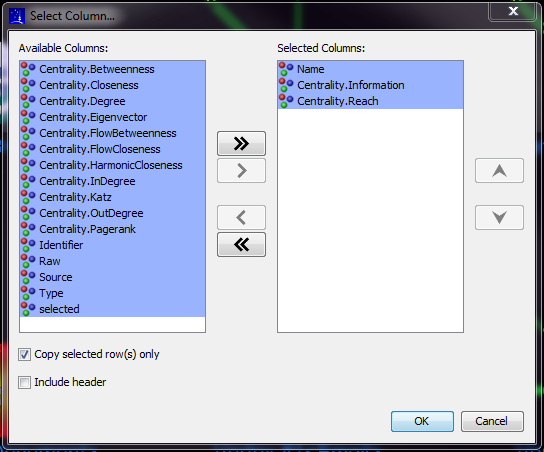 Select Column...
Available Columns:
Centrality.Betweenness
Centrality.Closeness
Centrality.Degree
Centrality.Eigenvector
Centrality.FlowBetweenness
Centrality.FlowCloseness
Centrality.HarmonicCloseness
Centrality.InDegree
Centrality.Katz
Centrality.OutDegree
Centrality.Pagerank
Identifier
Raw
Source
Type
selected
Selected Columns:
Name
Centrality.Information
Centrality.Reach
Copy selected row(s) only
Include header
OK
Cancel